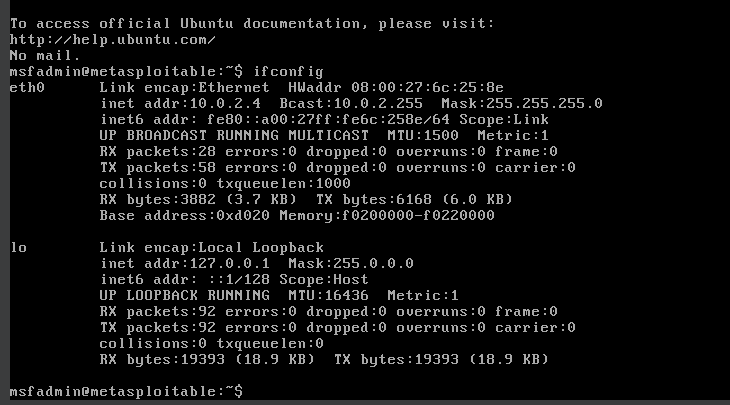 To access official Ubuntu documentation, please visit:
http://help.ubuntu.com/
No mail.
msfadmin@metasploitable:~$ ifconfig
eth0      Link encap:Ethernet  HWaddr 08:00:27:6c:25:8e
          inet addr:10.0.2.4  Bcast:10.0.2.255  Mask:255.255.255.0
          inet6 addr: fe80::a00:27ff:fe6c:258e/64 Scope:Link
          UP BROADCAST RUNNING MULTICAST  MTU:1500  Metric:1
          RX packets:28 errors:0 dropped:0 overruns:0 frame:0
          TX packets:58 errors:0 dropped:0 overruns:0 carrier:0
          collisions:0 txqueuelen:1000
          RX bytes:3882 (3.7 KB)  TX bytes:6168 (6.0 KB)
          Base address:0xd020 Memory:f0200000-f0220000
lo        Link encap:Local Loopback
          inet addr:127.0.0.1  Mask:255.0.0.0
          inet6 addr: ::1/128 Scope:Host
          UP LOOPBACK RUNNING  MTU:16436  Metric:1
          RX packets:92 errors:0 dropped:0 overruns:0 frame:0
          TX packets:92 errors:0 dropped:0 overruns:0 carrier:0
          collisions:0 txqueuelen:0
          RX bytes:19393 (18.9 KB)  TX bytes:19393 (18.9 KB)
msfadmin@metasploitable:~$